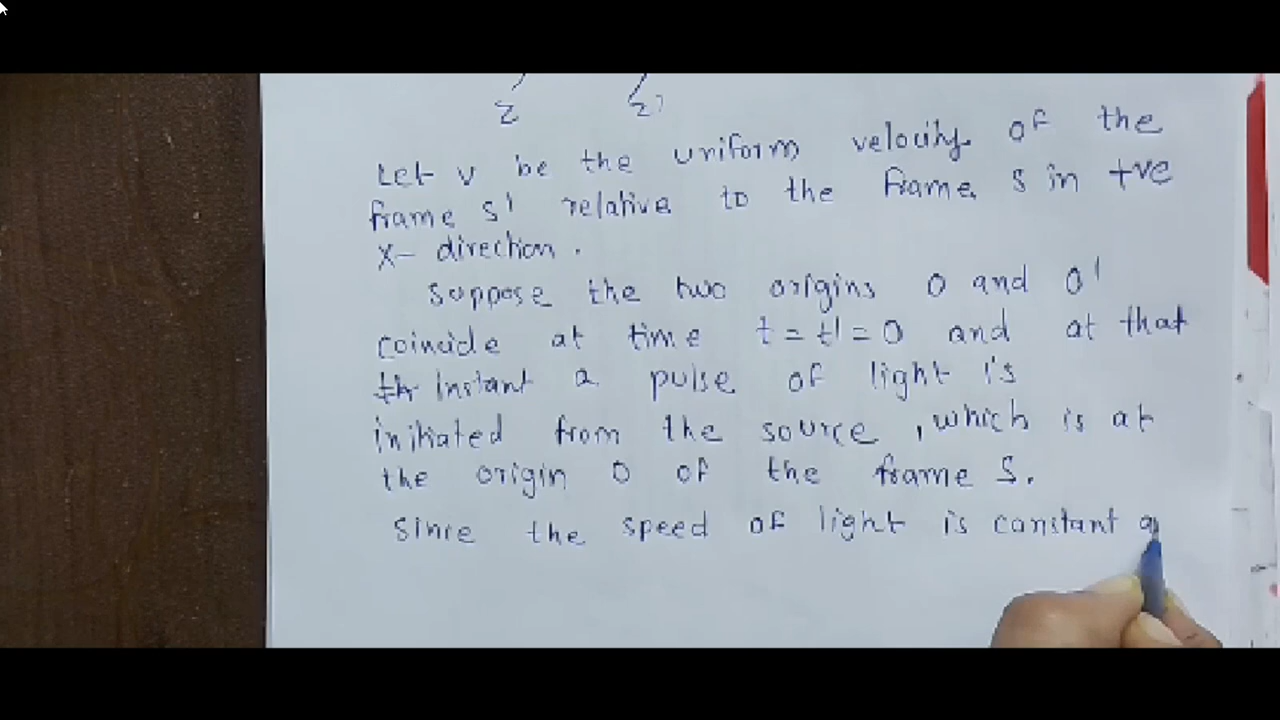 z z'
Let v be the uniform velocity of the
frame s' relative to the frame s in +ve
x- direction.
Suppose the two origins O and O'
coincide at time t = t' = 0 and at that
instant a pulse of light is
initiated from the source, which is at
the origin O of the frame S.
Since the speed of light is constant